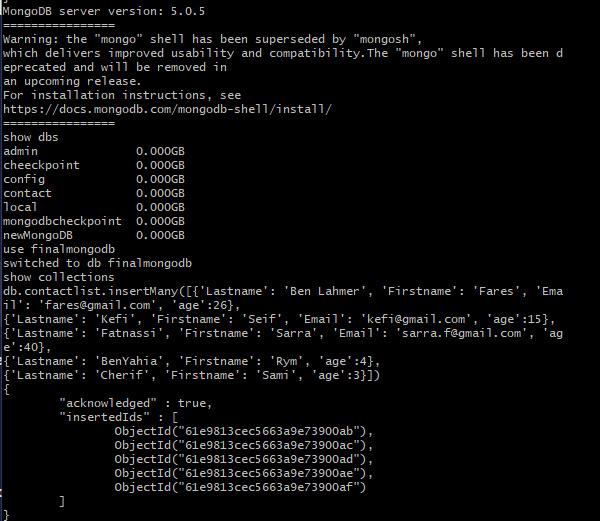 MongoDB server version: 5.0.5
================
Warning: the "mongo" shell has been superseded by "mongosh",
which delivers improved usability and compatibility.The "mongo" shell has been d
eprecated and will be removed in
an upcoming release.
For installation instructions, see
https://docs.mongodb.com/mongodb-shell/install/
================
show dbs
admin              0.000GB
cheeckpoint        0.000GB
config             0.000GB
contact            0.000GB
local              0.000GB
mongodbcheckpoint  0.000GB
newMongoDB         0.000GB
use finalmongodb
switched to db finalmongodb
show collections
db.contactlist.insertMany([{'Lastname': 'Ben Lahmer', 'Firstname': 'Fares', 'Ema
il': 'fares@gmail.com', 'age':26},
{'Lastname': 'Kefi', 'Firstname': 'Seif', 'Email': 'kefi@gmail.com', 'age':15},
{'Lastname': 'Fatnassi', 'Firstname': 'Sarra', 'Email': 'sarra.f@gmail.com', 'ag
e':40},
{'Lastname': 'BenYahia', 'Firstname': 'Rym', 'age':4},
{'Lastname': 'Cherif', 'Firstname': 'Sami', 'age':3}])
{
        "acknowledged" : true,
        "insertedIds" : [
                ObjectId("61e9813cec5663a9e73900ab"),
                ObjectId("61e9813cec5663a9e73900ac"),
                ObjectId("61e9813cec5663a9e73900ad"),
                ObjectId("61e9813cec5663a9e73900ae"),
                ObjectId("61e9813cec5663a9e73900af")
        ]
}